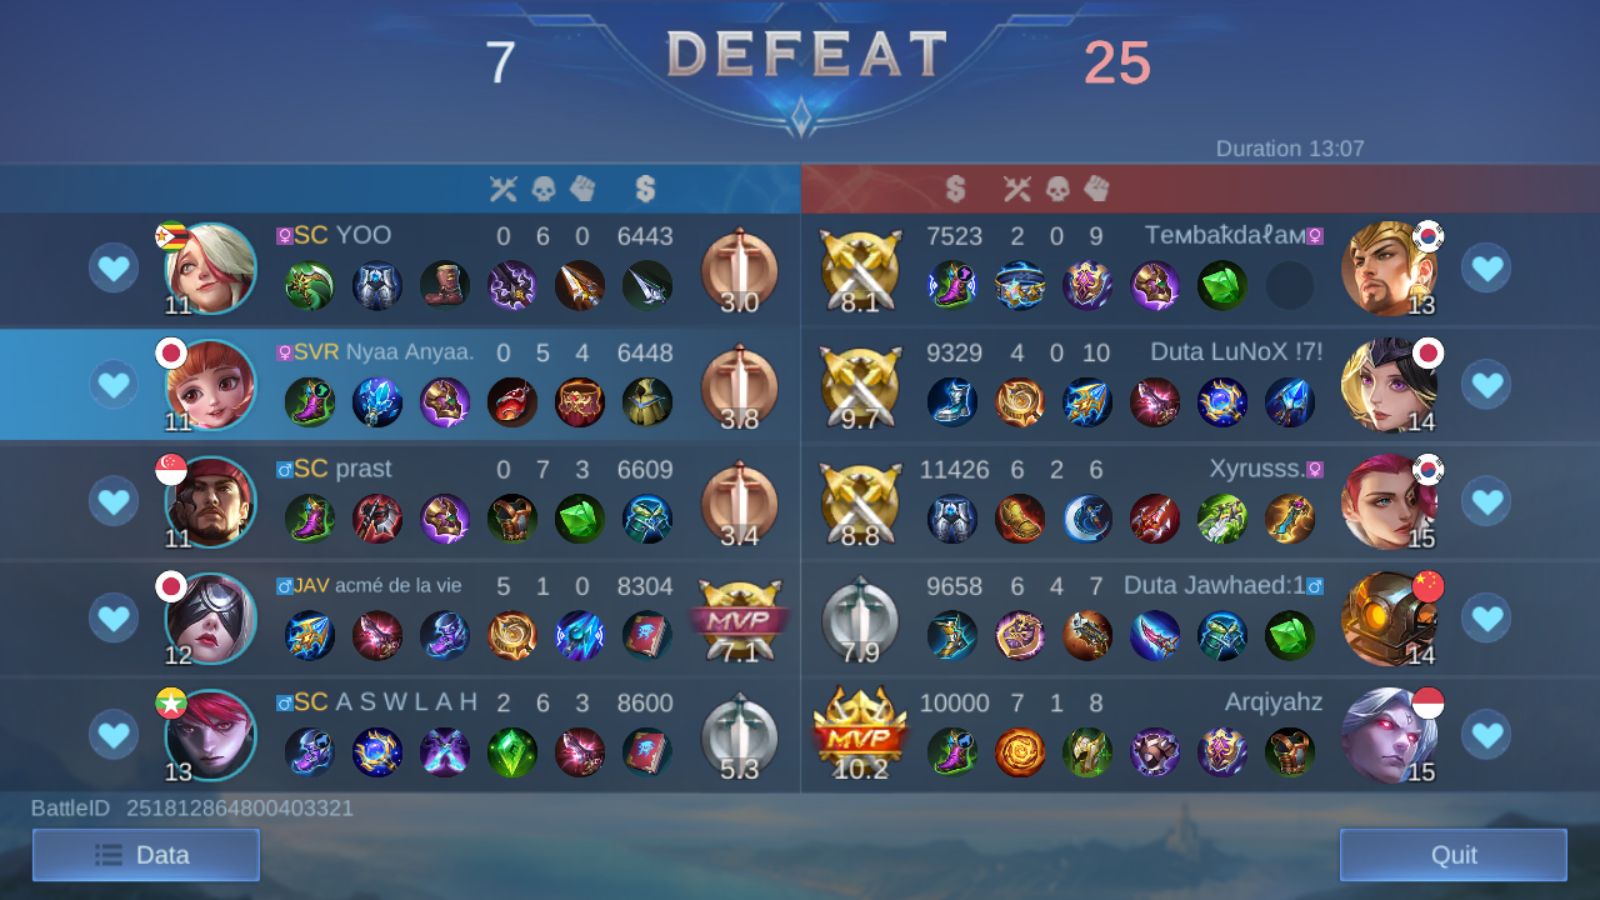 7 DEFEAT 25
Duration 13:07
SC YOO 0 6 0 6443
11 3.0
8.1 7523 2 0 9 Teмbaҟdaℓaм 13
SVR Nyaa Anyaa. 0 5 4 6448
11 3.8
9.7 9329 4 0 10 Duta LuNoX !7! 14
SC prast 0 7 3 6609
11 3.4
8.8 11426 6 2 6 Xyrusss. 15
JAV acmé de la vie 5 1 0 8304
12 MVP 7.1
7.9 9658 6 4 7 Duta Jawhaed:1 14
SC A S W L A H 2 6 3 8600
13 5.3
MVP 10.2 10000 7 1 8 Arqiyahz 15
BattleID 251812864800403321
Data
Quit